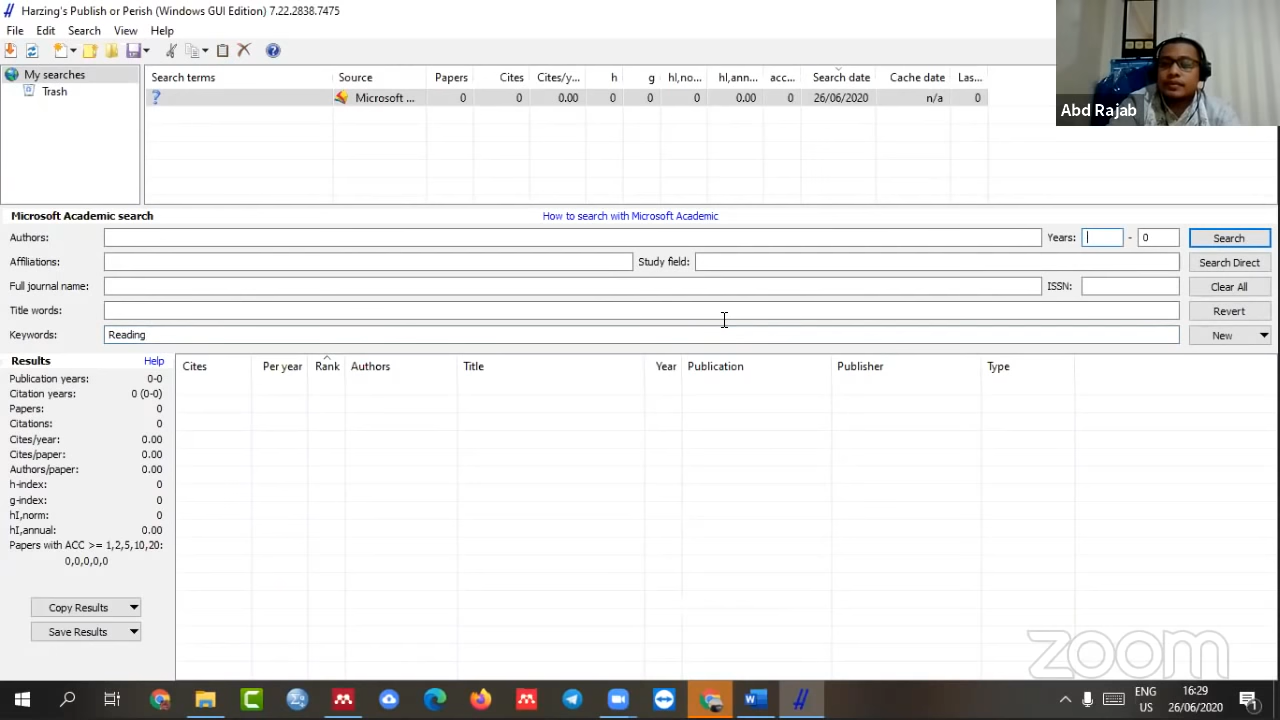 Harzing's Publish or Perish (Windows GUI Edition) 7.22.2838.7475
File Edit Search View Help
Abd Rajab
My searches
Trash
Search terms Source Papers Cites Cites/y... h g hI,no... hI,ann... acc... Search date Cache date Las...
Microsoft ... 0 0 0.00 0 0 0 0.00 0 26/06/2020 n/a 0
Microsoft Academic search How to search with Microsoft Academic
Authors: Years: - 0 Search
Affiliations: Study field: Search Direct
Full journal name: ISSN: Clear All
Title words: Revert
Keywords: Reading New
Results Help
Cites Per year Rank Authors Title Year Publication Publisher Type
Publication years: 0-0
Citation years: 0 (0-0)
Papers: 0
Citations: 0
Cites/year: 0.00
Cites/paper: 0.00
Authors/paper: 0.00
h-index: 0
g-index: 0
hI,norm: 0
hI,annual: 0.00
Papers with ACC >= 1,2,5,10,20:
0,0,0,0,0
Copy Results
Save Results
zoom
ENG 16:29
US 26/06/2020 1